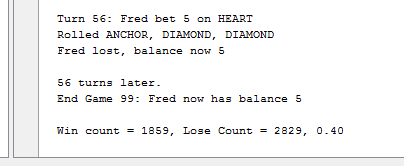 Turn 56: Fred bet 5 on HEART
Rolled ANCHOR, DIAMOND, DIAMOND
Fred lost, balance now 5
56 turns later.
End Game 99: Fred now has balance 5
Win count = 1859, Lose Count = 2829, 0.40